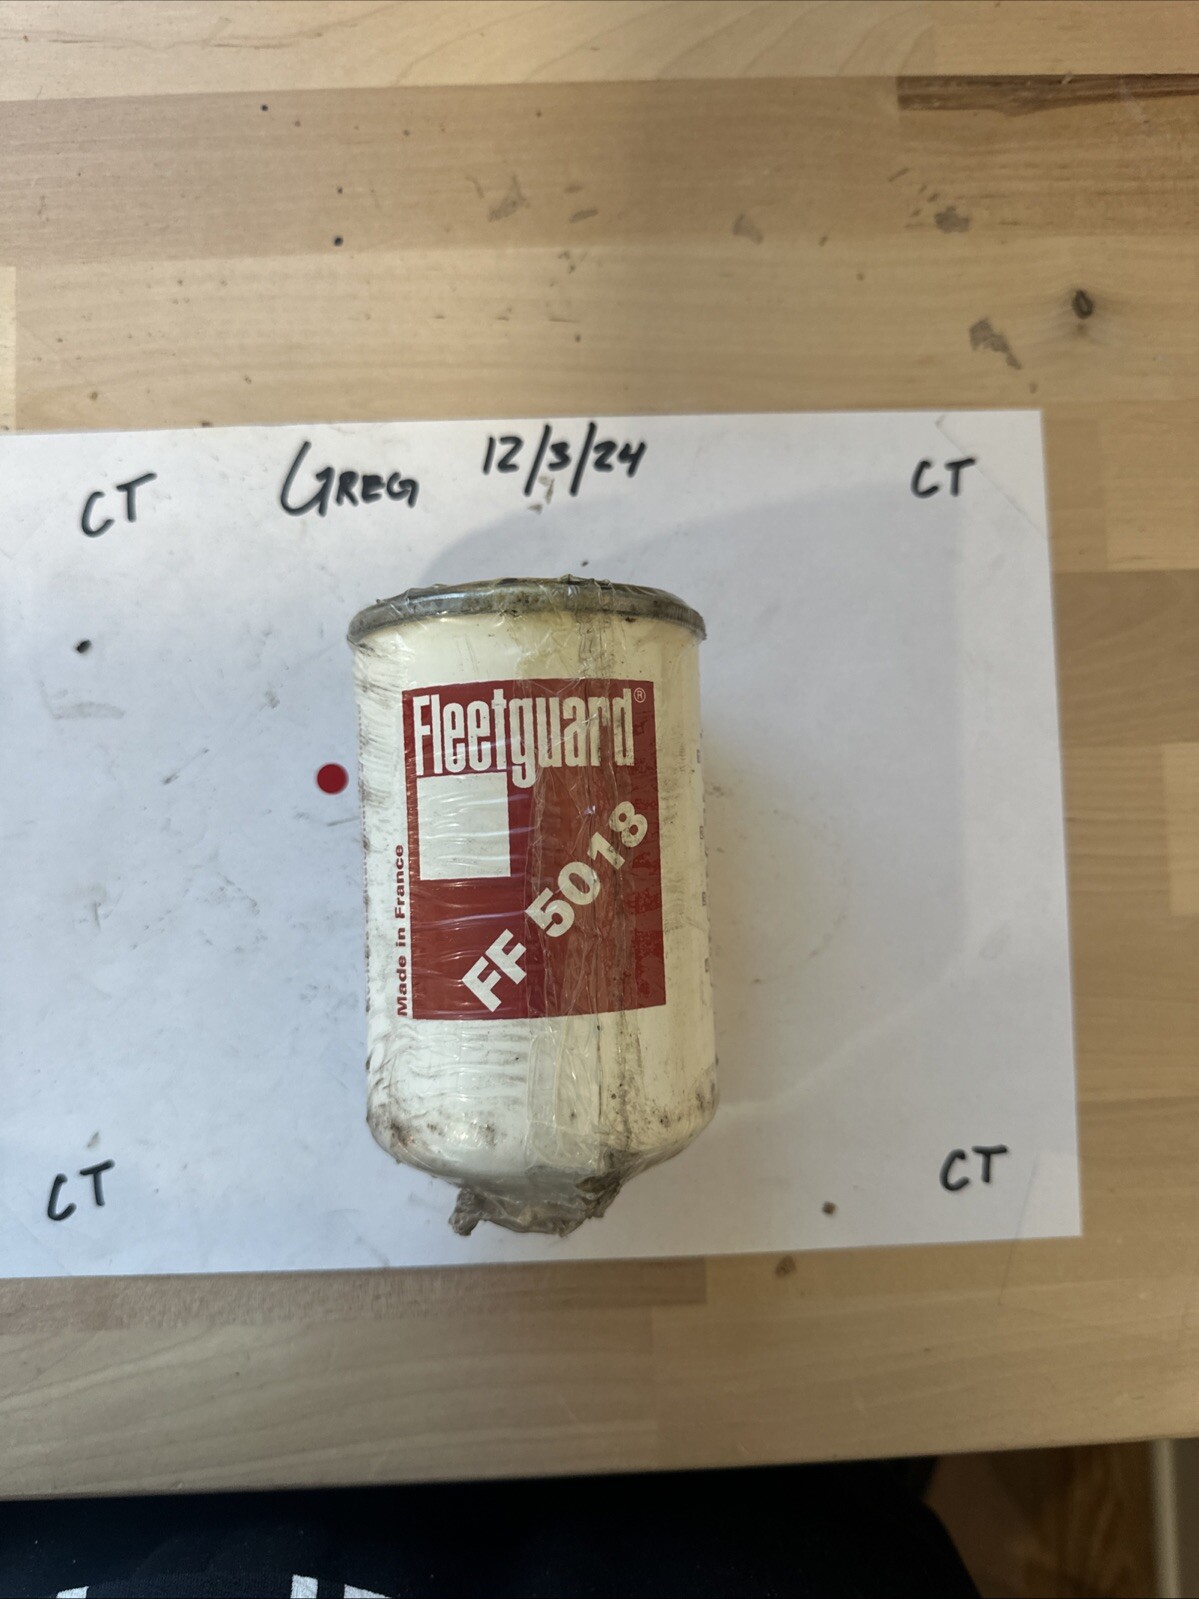 CT GREG 12/3/24 CT
Fleetguard®
FF 5018
Made in France
CT CT